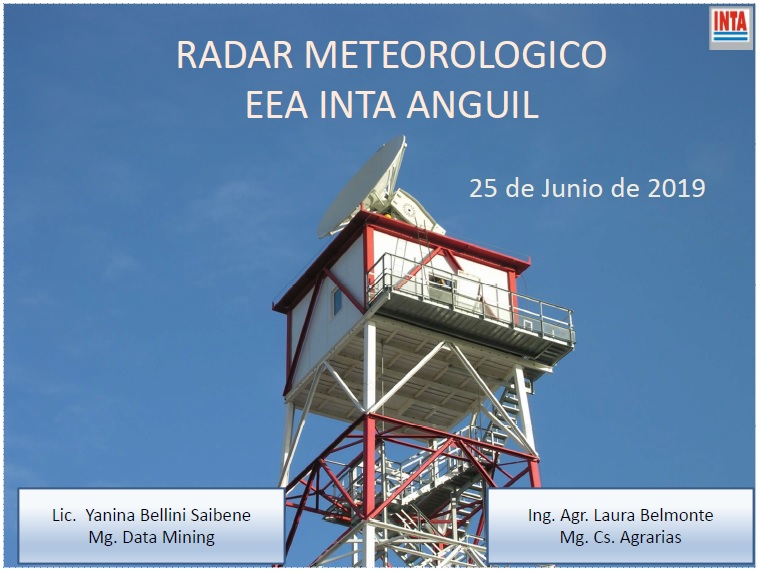 INTA
RADAR METEOROLOGICO
EEA INTA ANGUIL
25 de Junio de 2019
Lic. Yanina Bellini Saibene
Mg. Data Mining
Ing. Agr. Laura Belmonte
Mg. Cs. Agrarias